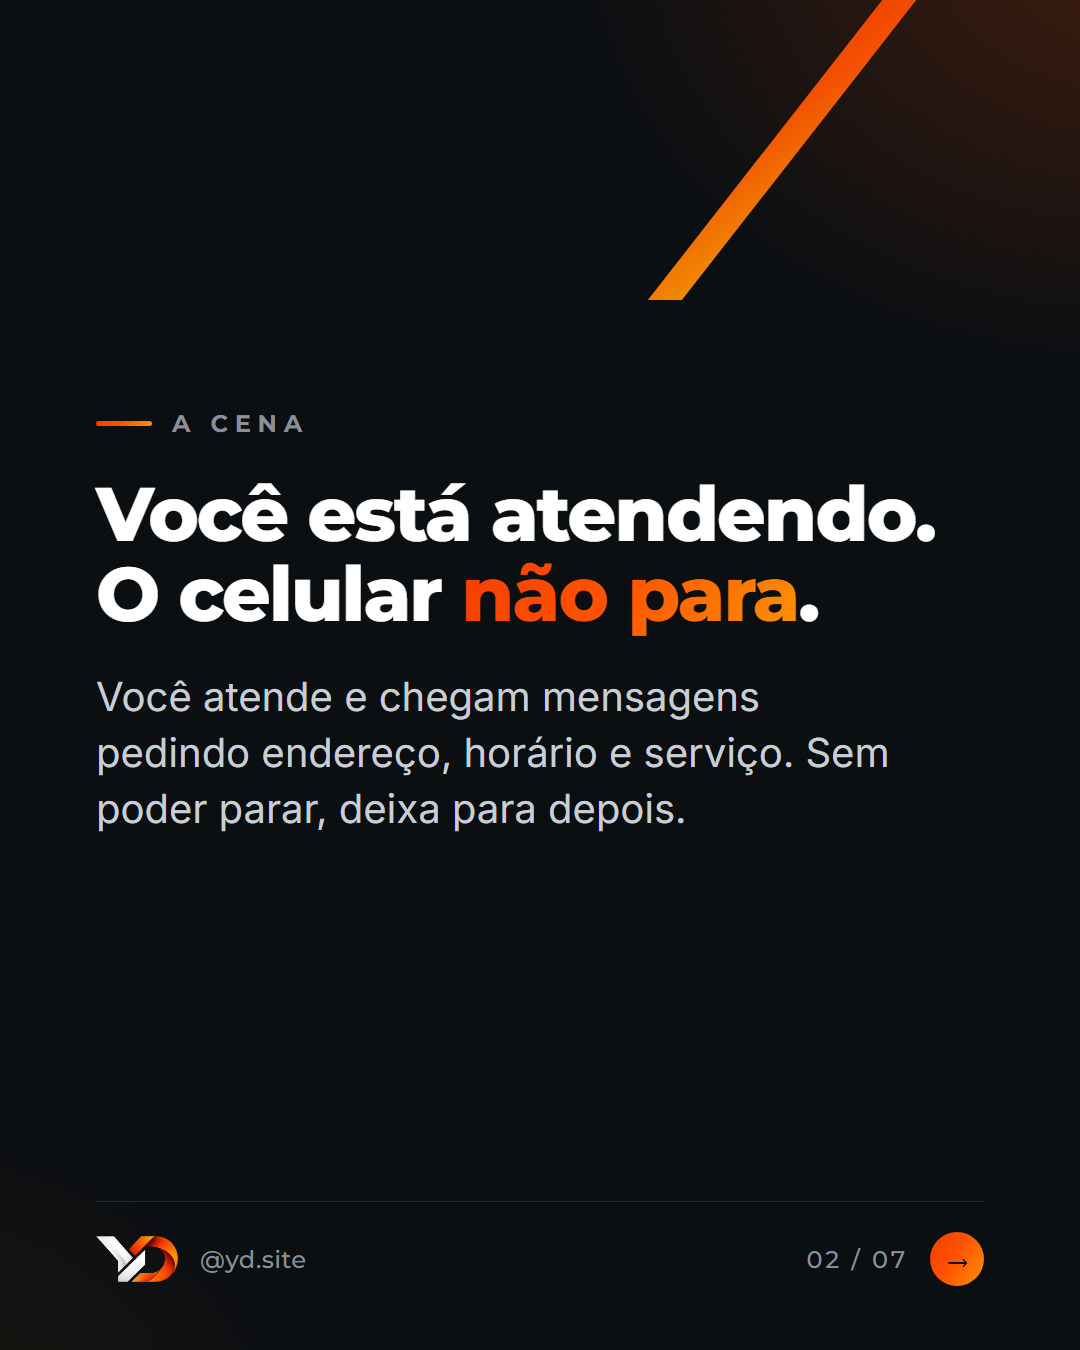 A CENA
Você está atendendo.
O celular não para.
Você atende e chegam mensagens
pedindo endereço, horário e serviço. Sem
poder parar, deixa para depois.
YD @yd.site
02 / 07 →